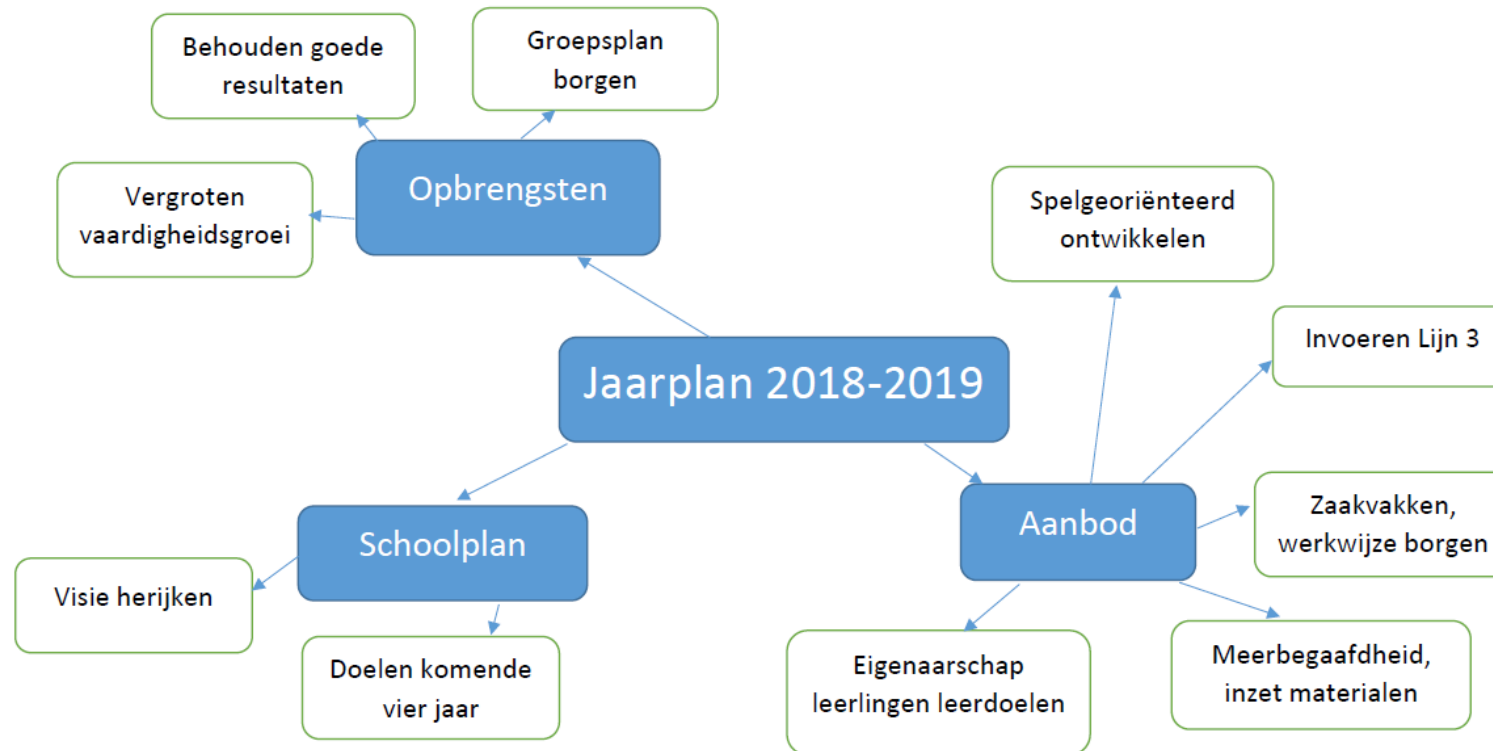 Behouden goede
resultaten
Groepsplan
borgen
Opbrengsten
Vergroten
vaardigheidsgroei
Spelgeoriënteerd
ontwikkelen
Invoeren Lijn 3
Jaarplan 2018-2019
Zaakvakken,
werkwijze borgen
Aanbod
Schoolplan
Visie herijken
Doelen komende
vier jaar
Eigenaarschap
leerlingen leerdoelen
Meerbegaafdheid,
inzet materialen